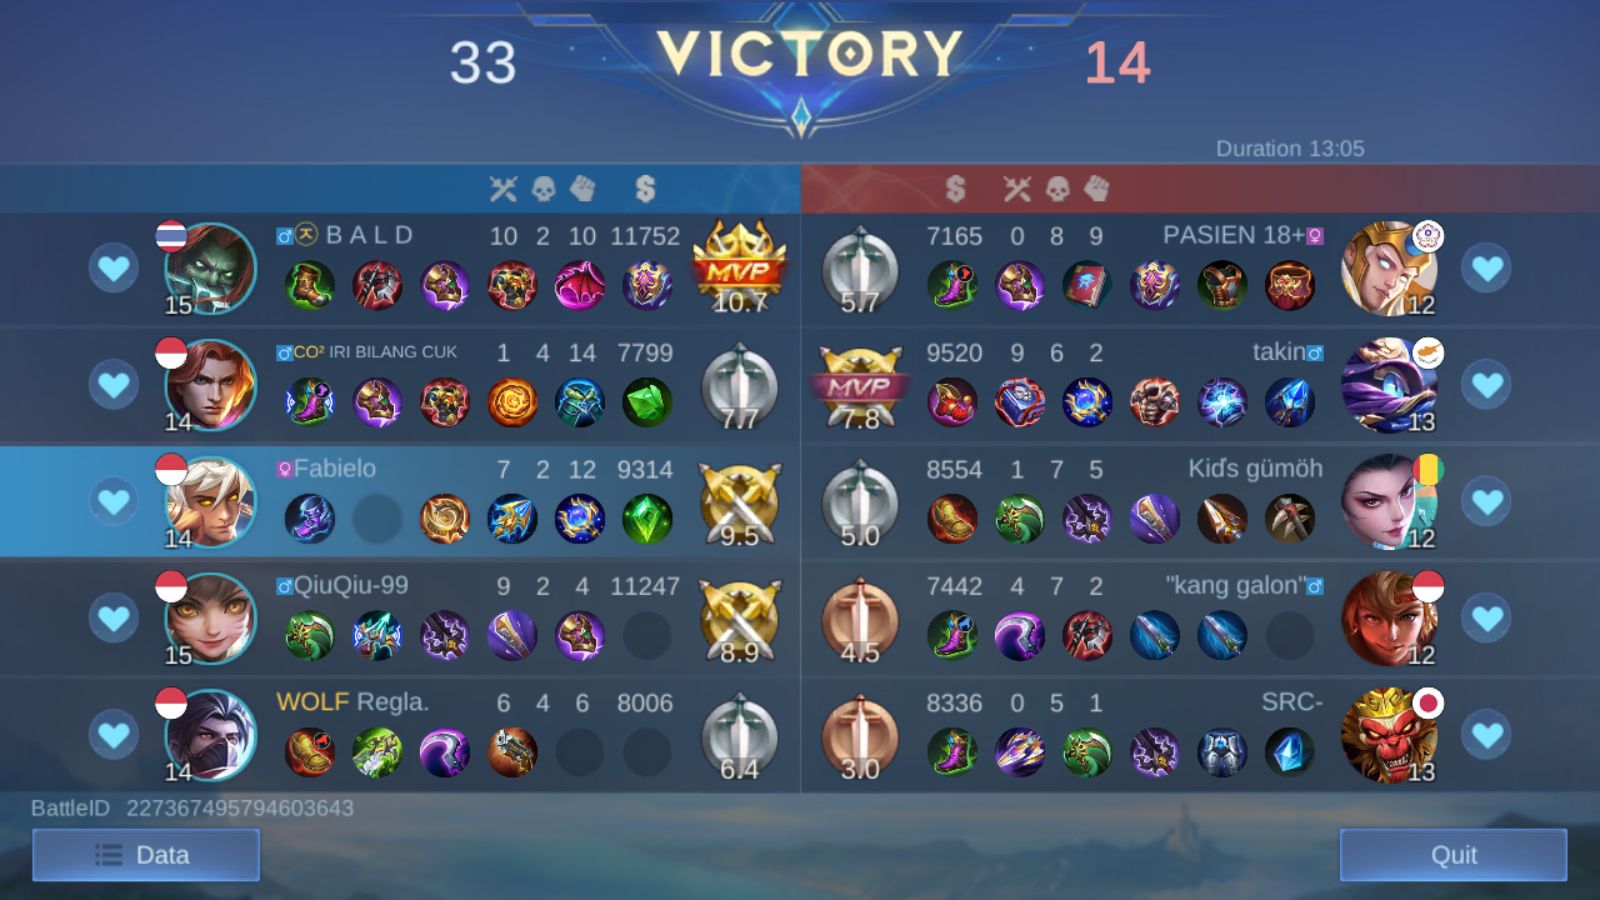 33 VICTORY 14
Duration 13:05
B A L D 10 2 10 11752 MVP 10.7
15
5.7 7165 0 8 9 PASIEN 18+
12
CO² IRI BILANG CUK 1 4 14 7799 7.7
14
MVP 7.8 9520 9 6 2 takin
13
Fabielo 7 2 12 9314 9.5
14
5.0 8554 1 7 5 Kiďs gümöh
12
QiuQiu-99 9 2 4 11247 8.9
15
4.5 7442 4 7 2 "kang galon"
12
WOLF Regla. 6 4 6 8006 6.4
14
3.0 8336 0 5 1 SRC-
13
BattleID 227367495794603643
Data
Quit